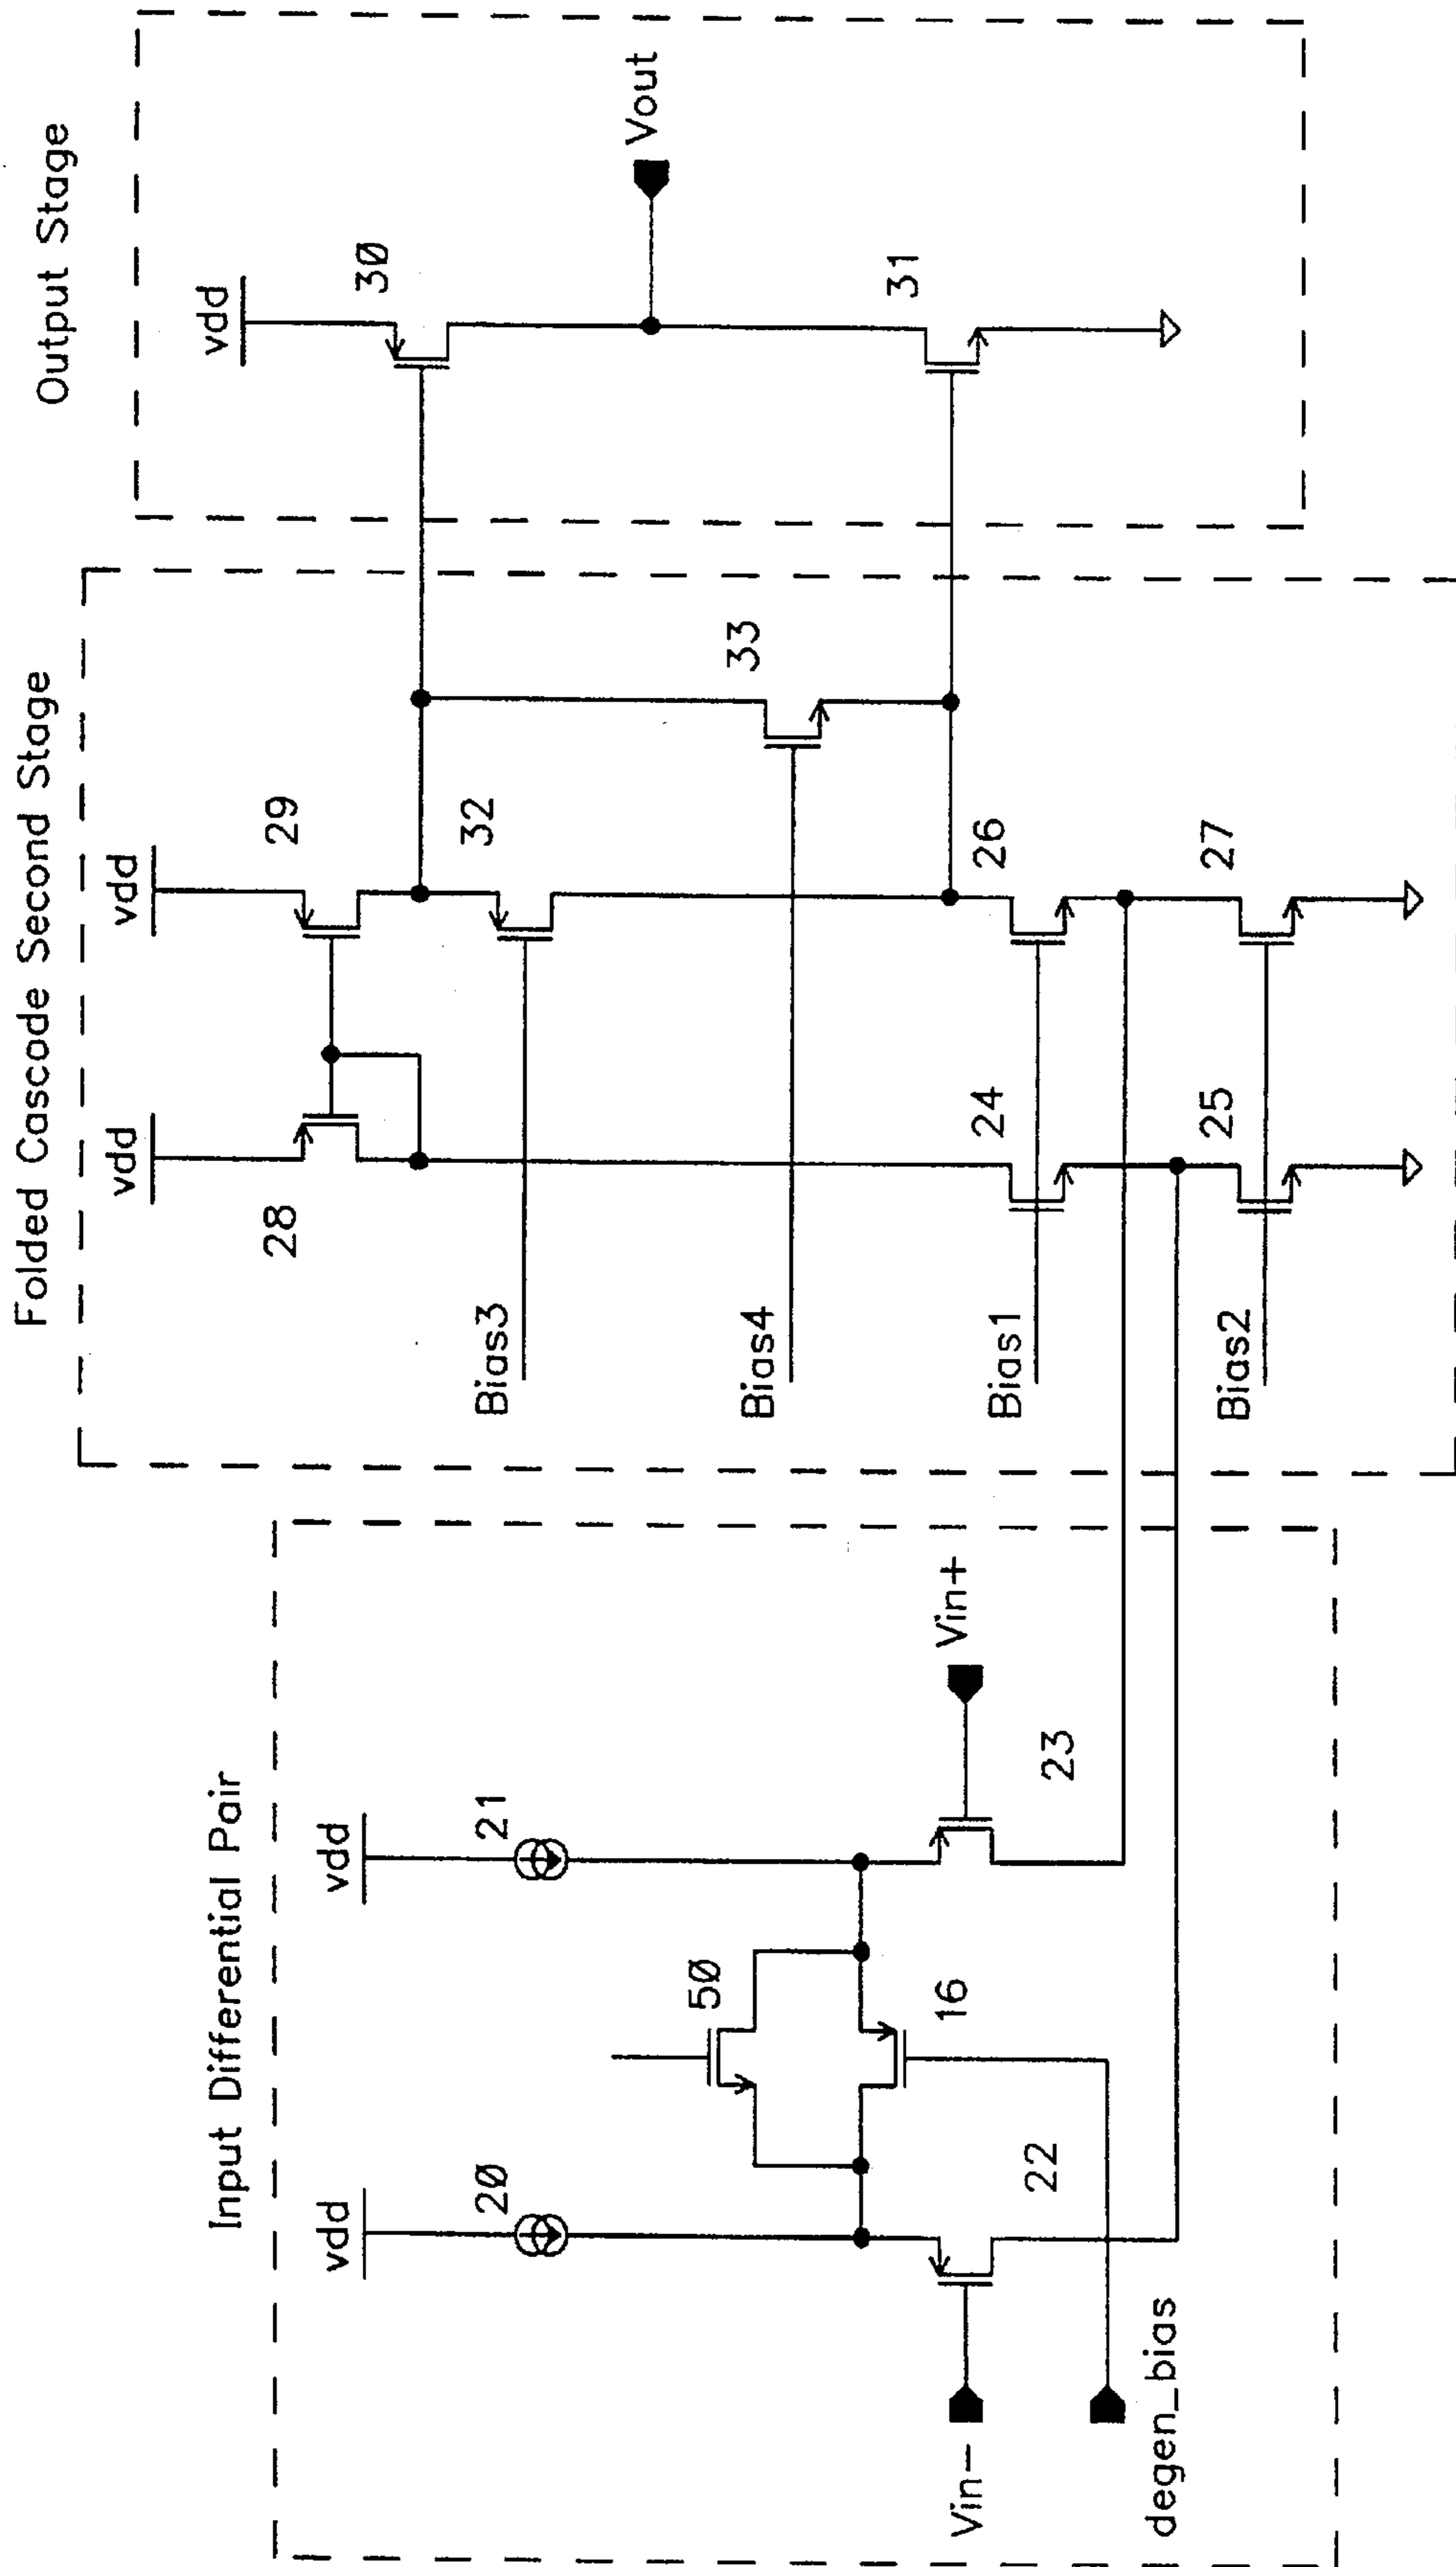 Input Differential Pair
vdd
20
vdd
21
50
16
22
23
Vin-
Vin+
degen_bias
Folded Cascode Second Stage
vdd
vdd
28
29
32
Bias3
33
Bias4
24
26
Bias1
25
27
Bias2
Output Stage
vdd
30
Vout
31